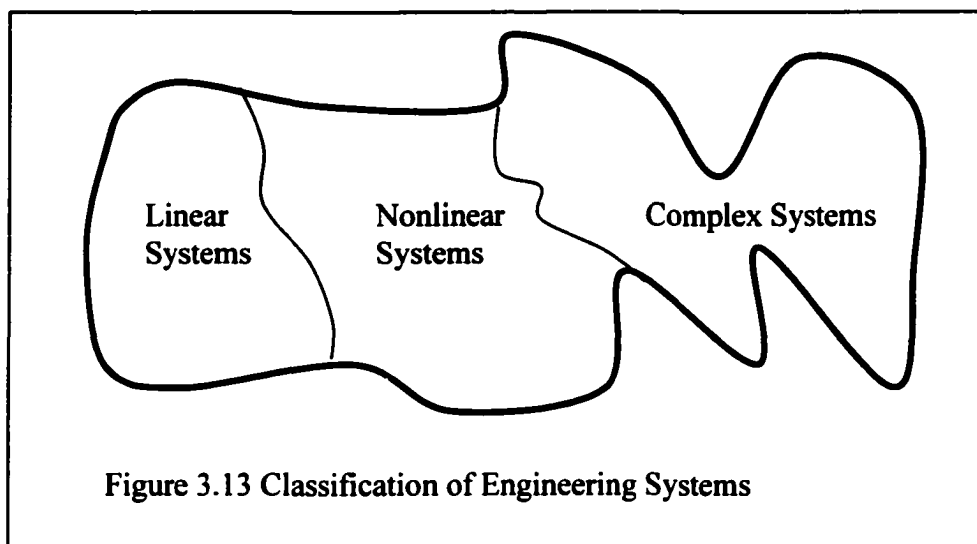 Linear
Systems
Nonlinear
Systems
Complex Systems
Figure 3.13 Classification of Engineering Systems